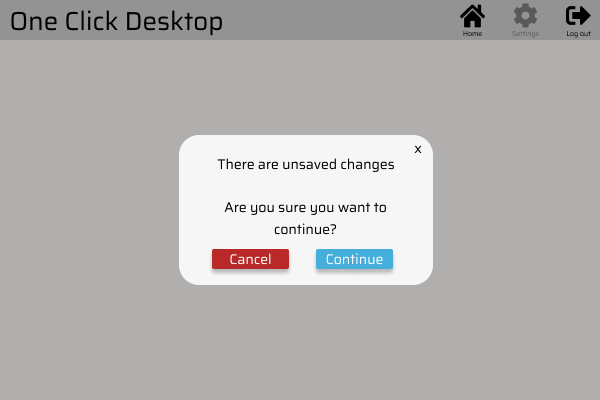 One Click Desktop
Home
Settings
Log out
x
There are unsaved changes
Are you sure you want to
continue?
Cancel
Continue